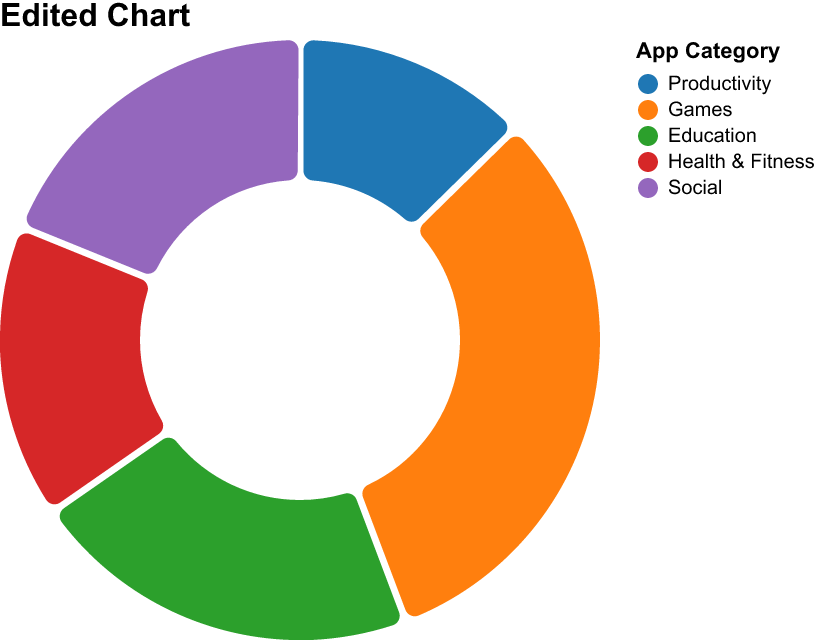 Edited Chart
App Category
Productivity
Games
Education
Health & Fitness
Social